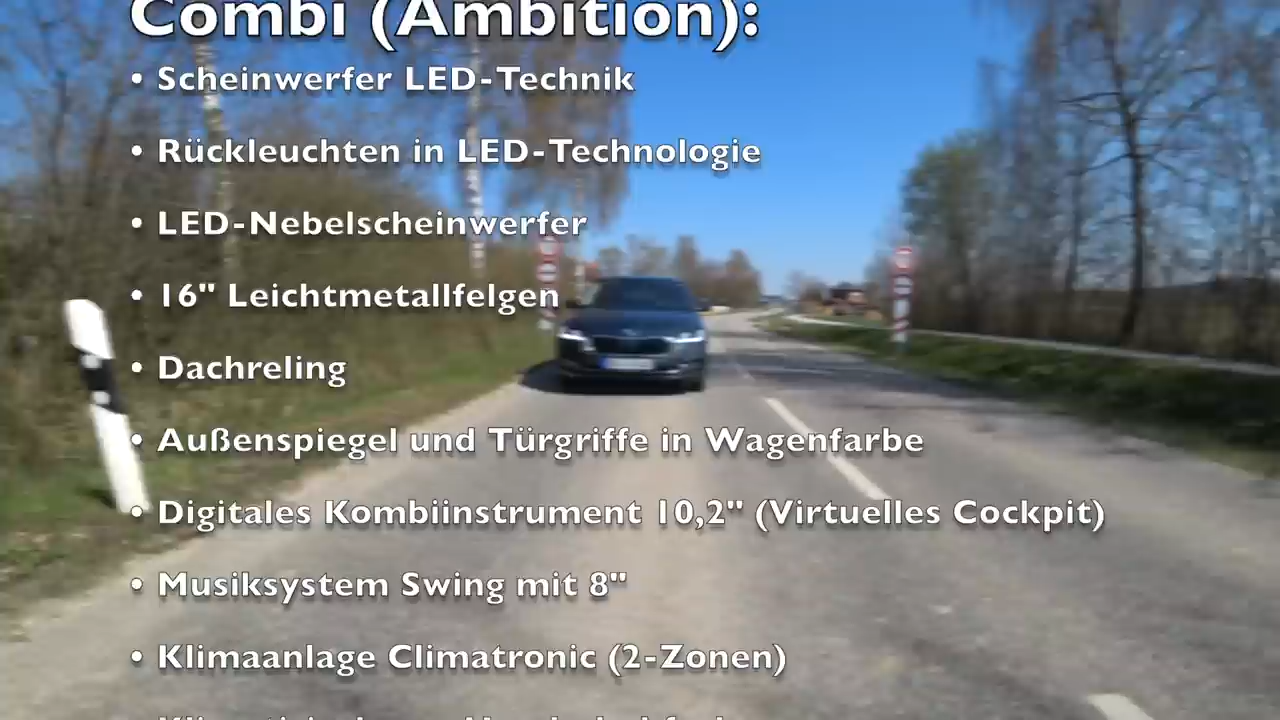 Combi (Ambition):
• Scheinwerfer LED-Technik
• Rückleuchten in LED-Technologie
• LED-Nebelscheinwerfer
• 16" Leichtmetallfelgen
• Dachreling
• Außenspiegel und Türgriffe in Wagenfarbe
• Digitales Kombiinstrument 10,2" (Virtuelles Cockpit)
• Musiksystem Swing mit 8"
• Klimaanlage Climatronic (2-Zonen)